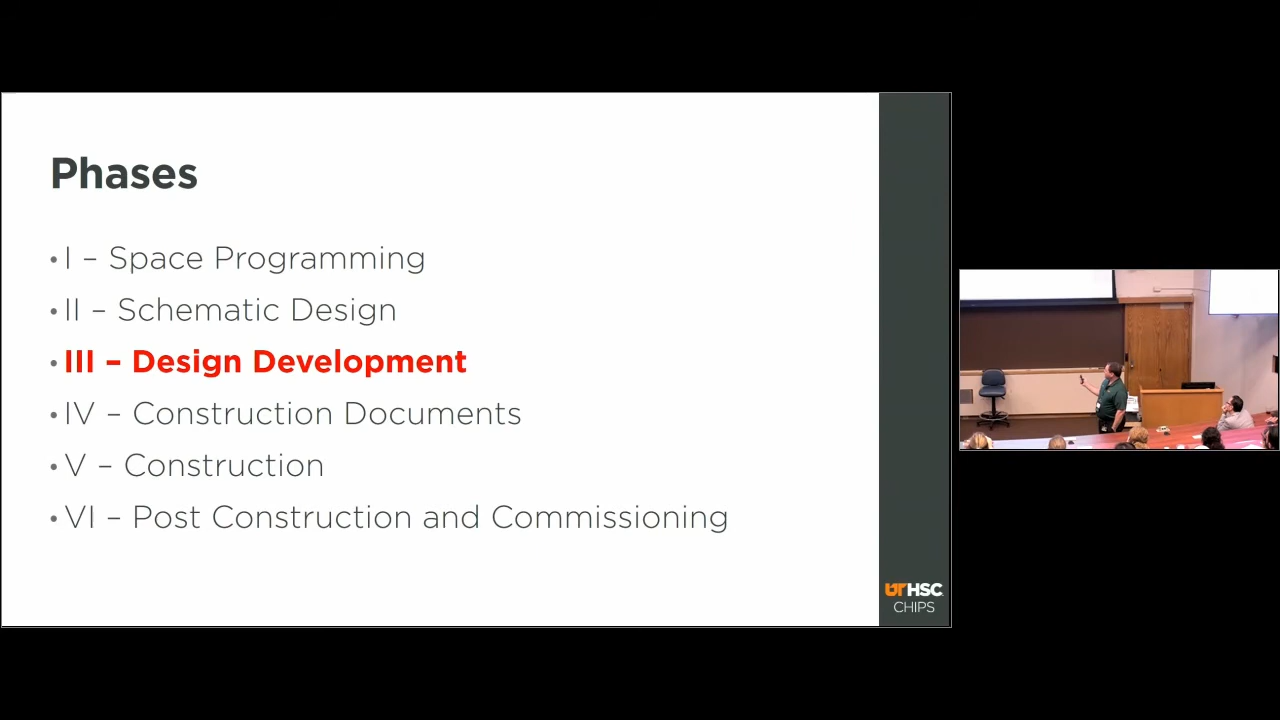 Phases
• I – Space Programming
• II – Schematic Design
• III – Design Development
• IV – Construction Documents
• V – Construction
• VI – Post Construction and Commissioning
UTHSC
CHIPS